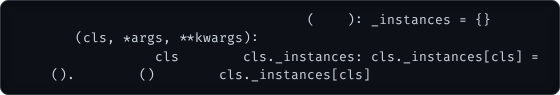 (    ): _instances = {}
(cls, *args, **kwargs):
cls        cls._instances: cls._instances[cls] =
().        ()        cls._instances[cls]